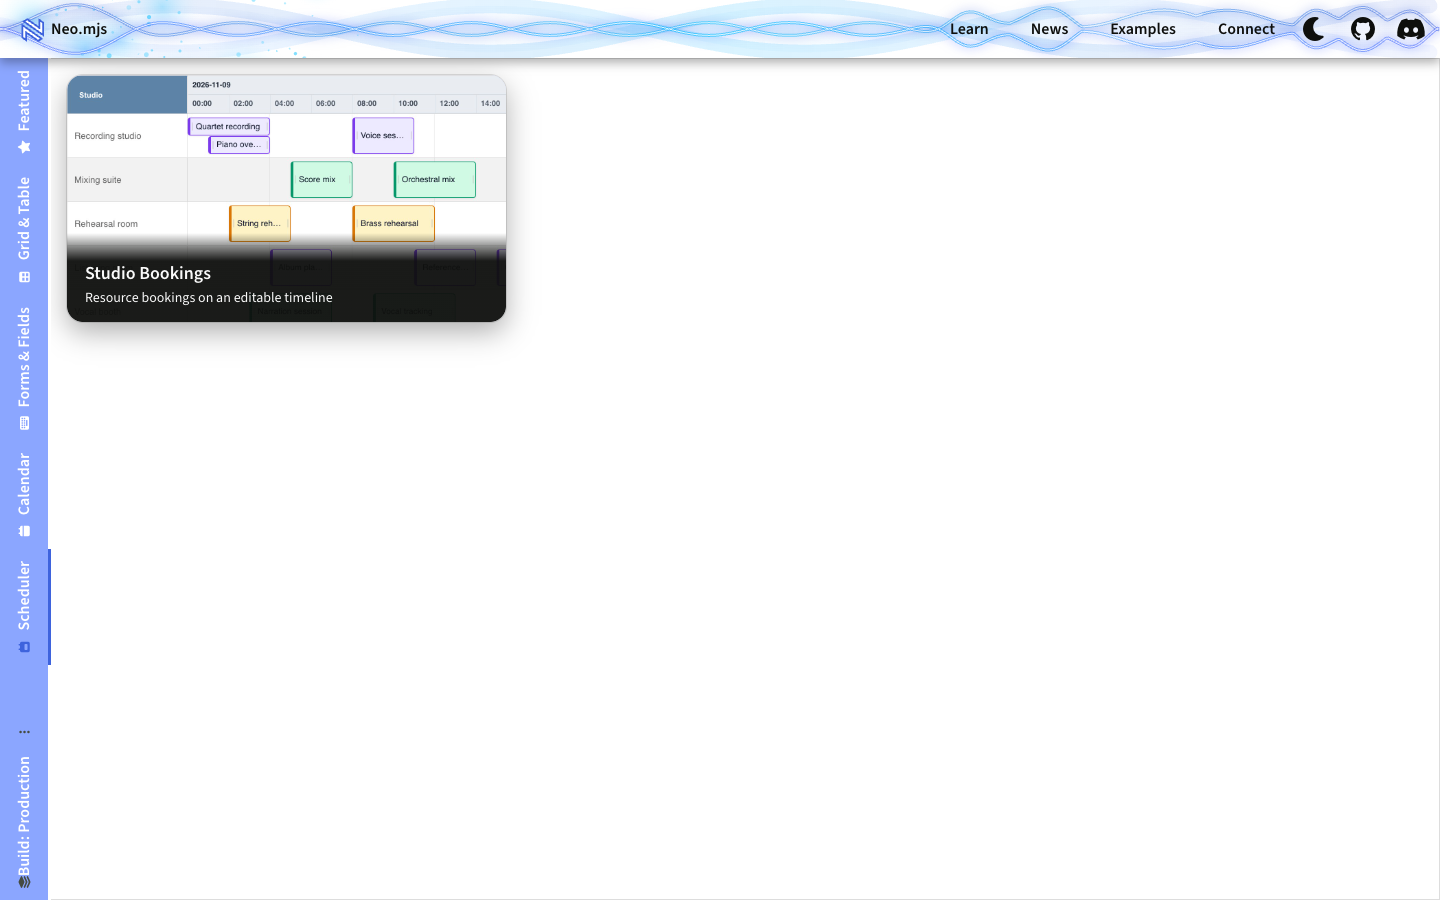 Neo.mjs
Learn
News
Examples
Connect
Featured
Grid & Table
Forms & Fields
Calendar
Scheduler
Build: Production
Studio
2026-11-09
00:00 02:00 04:00 06:00 08:00 10:00 12:00 14:00
Recording studio
Quartet recording
Piano ove...
Voice ses...
Mixing suite
Score mix
Orchestral mix
Rehearsal room
String reh...
Brass rehearsal
Studio Bookings
Resource bookings on an editable timeline